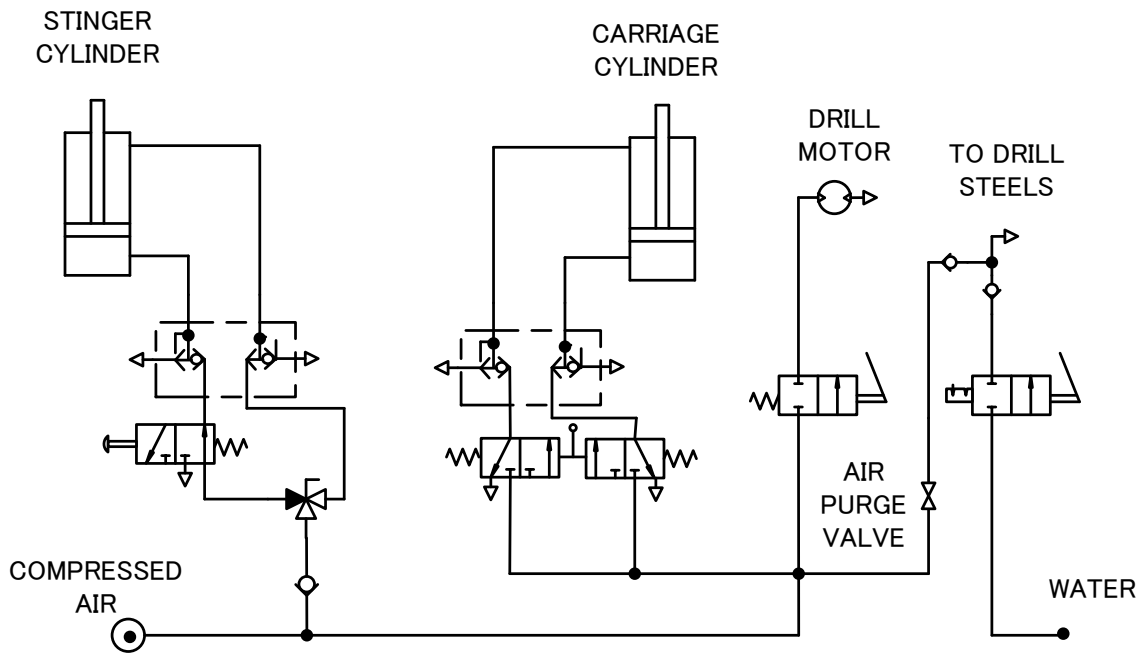 STINGER
CYLINDER
CARRIAGE
CYLINDER
DRILL
MOTOR
TO DRILL
STEELS
AIR
PURGE
VALVE
COMPRESSED
AIR
WATER